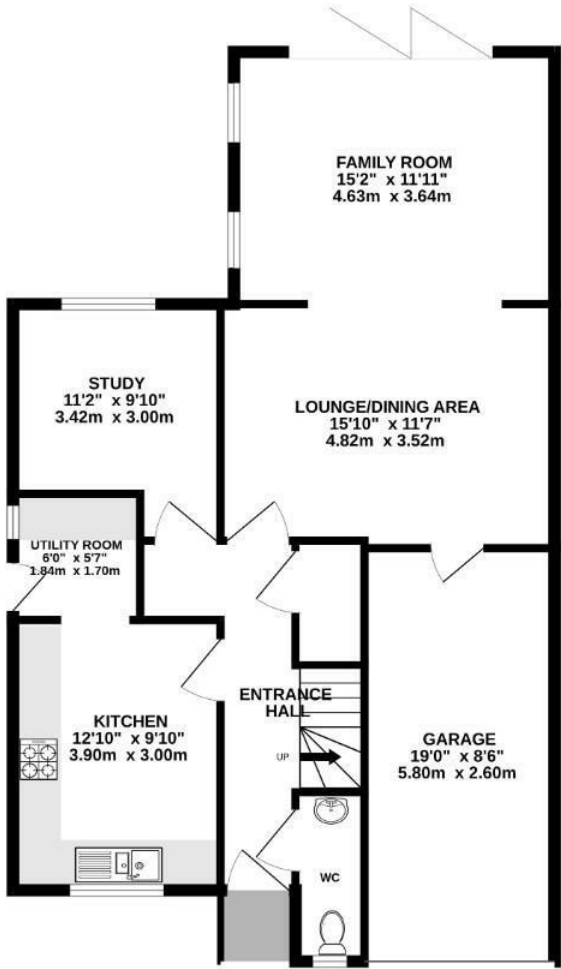 FAMILY ROOM
15'2" x 11'11"
4.63m x 3.64m
STUDY
11'2" x 9'10"
3.42m x 3.00m
LOUNGE/DINING AREA
15'10" x 11'7"
4.82m x 3.52m
UTILITY ROOM
6'0" x 5'7"
1.84m x 1.70m
ENTRANCE
HALL
KITCHEN
12'10" x 9'10"
3.90m x 3.00m
GARAGE
19'0" x 8'6"
5.80m x 2.60m
UP
WC